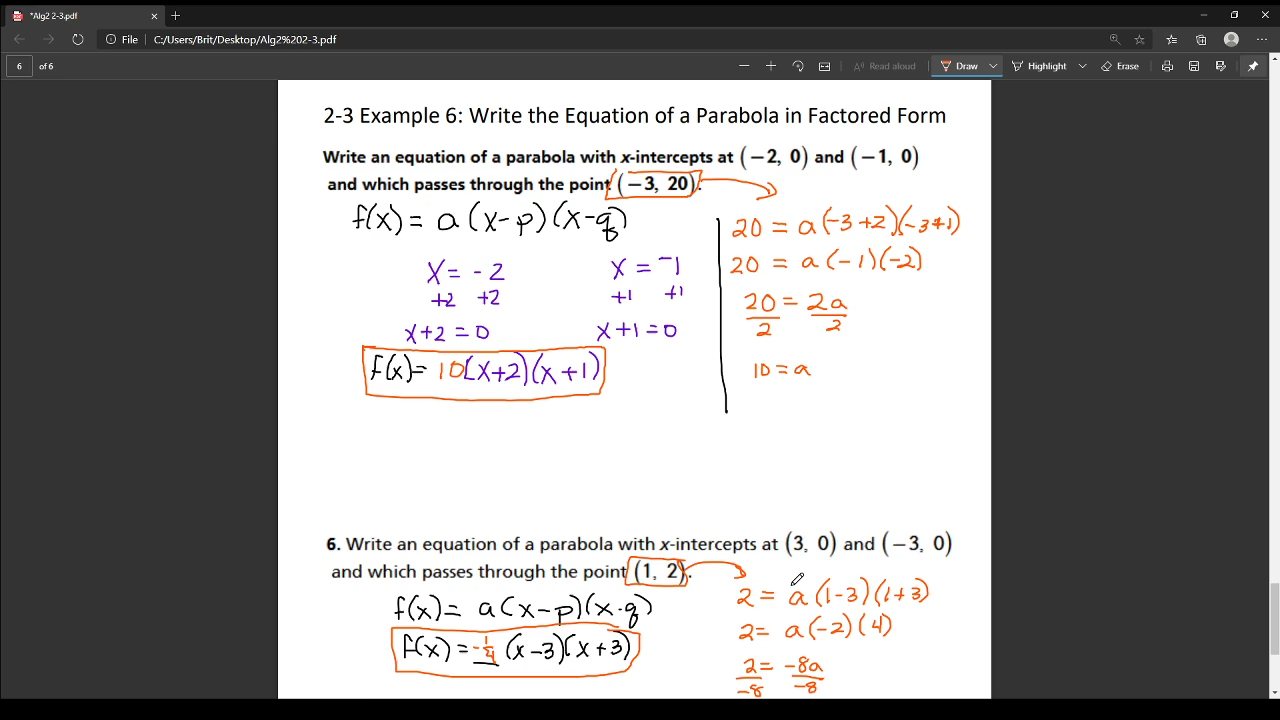 *Alg2 2-3.pdf
File C:/Users/Brit/Desktop/Alg2%202-3.pdf
6 of 6 Read aloud Draw Highlight Erase
2-3 Example 6: Write the Equation of a Parabola in Factored Form
Write an equation of a parabola with x-intercepts at (−2, 0) and (−1, 0)
and which passes through the point (−3, 20).
f(x) = a(x-p)(x-q)
x = -2 x = -1
+2 +2 +1 +1
x+2 = 0 x+1 = 0
f(x) = 10(x+2)(x+1)
20 = a(-3+2)(-3+1)
20 = a(-1)(-2)
20/2 = 2a/2
10 = a
6. Write an equation of a parabola with x-intercepts at (3, 0) and (−3, 0)
and which passes through the point (1, 2).
f(x) = a(x-p)(x-q)
f(x) = -1/4 (x-3)(x+3)
2 = a(1-3)(1+3)
2 = a(-2)(4)
2/-8 = -8a/-8